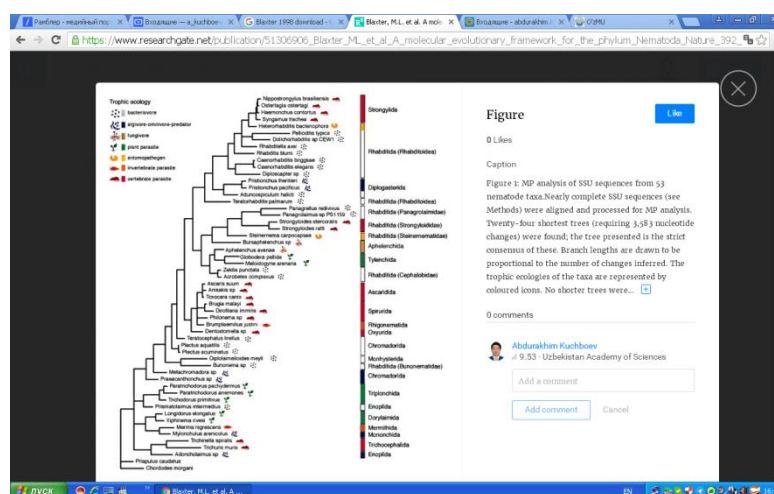 Рамблер - медийный порт
Входящие — a_kuchboev
Blaxter 1998 download -
Blaxter, M.L. et al. A mole
Входящие - abdurakhim.
O'zMU
https://www.researchgate.net/publication/51306906_Blaxter_ML_et_al_A_molecular_evolutionary_framework_for_the_phylum_Nematoda_Nature_392_
Trophic ecology
bacteriovore
algivore-omnivore-predator
fungivore
plant parasite
entomopathogen
invertebrate parasite
vertebrate parasite
Nippostrongylus brasiliensis
Ostertagia ostertagi
Haemonchus contortus
Syngamus trachea
Heterorhabditis bacteriophora
Pellioditis typica
Dolichorhabditis sp CEW1
Rhabditella axei
Rhabditis blumi
Caenorhabditis briggsae
Caenorhabditis elegans
Diploscapter sp
Pristionchus lheritieri
Pristionchus pacificus
Aduncospiculum halicti
Teratorhabditis palmarum
Panagrellus redivivus
Panagrolaimus sp PS1159
Strongyloides stercoralis
Strongyloides ratti
Steinernema carpocapsae
Bursaphelenchus sp
Aphelenchus avenae
Globodera pallida
Meloidogyne arenaria
Zeldia punctata
Acrobeles complexus
Ascaris suum
Anisakis sp
Toxocara canis
Brugia malayi
Dirofilaria immitis
Philonema sp
Brumptaemilius justini
Dentostomella sp
Teratocephalus lirellus
Plectus aquatilis
Plectus acuminatus
Diplolaimelloides meyli
Bunonema sp
Metachromadora sp
Praeacanthonchus sp
Paratrichodorus pachydermus
Paratrichodorus anemones
Trichodorus primitivus
Prismatolaimus intermedius
Longidorus elongatus
Xiphinema rivesi
Mermis nigrescens
Mylonchulus arenicolus
Trichinella spiralis
Trichuris muris
Adoncholaimus sp
Priapulus caudatus
Chordodes morgani
Strongylida
Rhabditida (Rhabditoidea)
Diplogasterida
Rhabditida (Rhabditoidea)
Rhabditida (Panagrolaimidae)
Rhabditida (Strongyloididae)
Rhabditida (Steinernematidae)
Aphelenchida
Tylenchida
Rhabditida (Cephalobidae)
Ascaridida
Spirurida
Rhigonematida
Oxyurida
Chromadorida
Monhysterida
Rhabditida (Bunonematidae)
Chromadorida
Triplonchida
Enoplida
Dorylaimida
Mermithida
Mononchida
Trichocephalida
Enoplida
Figure
Like
0 Likes
Caption
Figure 1: MP analysis of SSU sequences from 53
nematode taxa.Nearly complete SSU sequences (see
Methods) were aligned and processed for MP analysis.
Twenty-four shortest trees (requiring 3,583 nucleotide
changes) were found; the tree presented is the strict
consensus of these. Branch lengths are drawn to be
proportional to the number of changes inferred. The
trophic ecologies of the taxa are represented by
coloured icons. No shorter trees were...
0 comments
Abdurakhim Kuchboev
9.53 · Uzbekistan Academy of Sciences
Add a comment
Add comment
Cancel
пуск
Blaxter, M.L. et al. A ...
EN